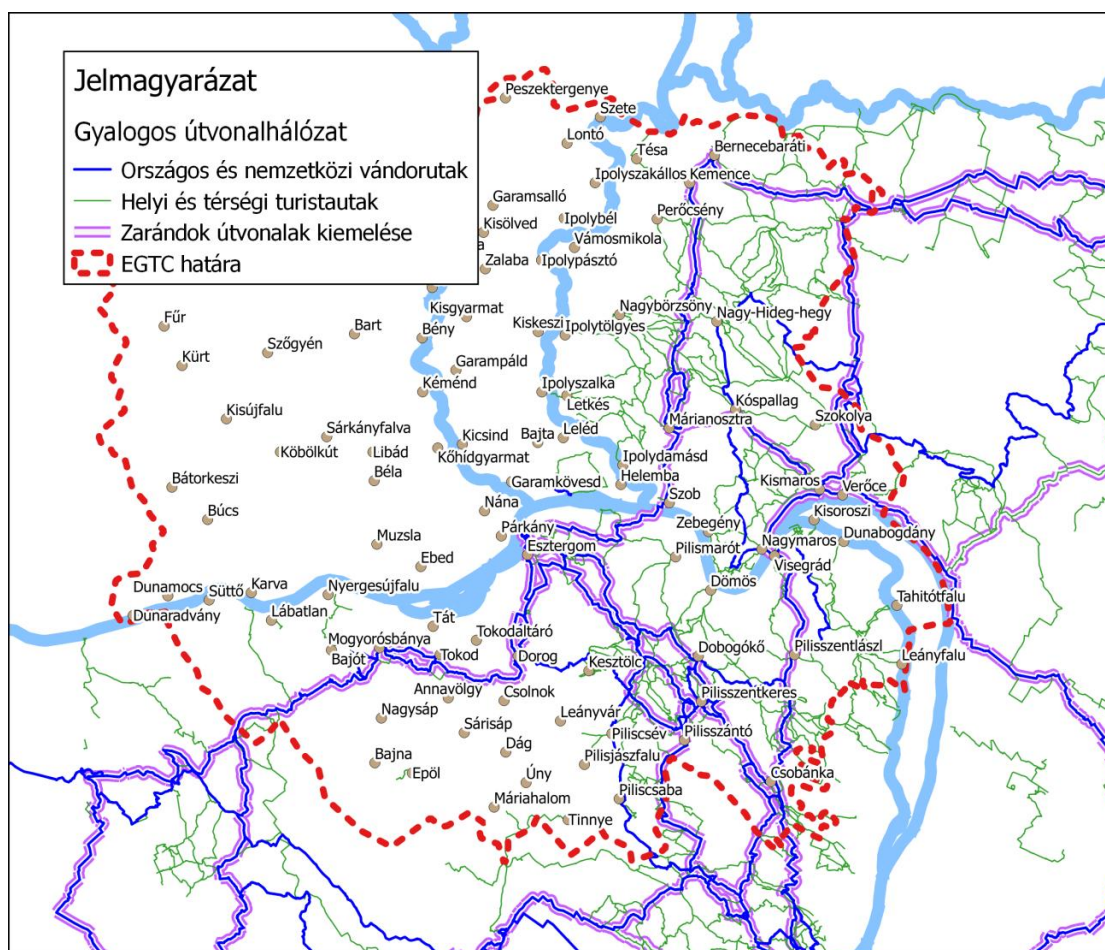 Jelmagyarázat
Gyalogos útvonalhálózat
Országos és nemzetközi vándorutak
Helyi és térségi turistautak
Zarándok útvonalak kiemelése
EGTC határa
Peszektergenye
Szete
Lontó
Tésa
Bernecebaráti
Ipolyszakállos
Kemence
Garamsalló
Ipolybél
Perőcsény
Kisölved
Vámosmikola
a
Zalaba
Ipolypásztó
Kisgyarmat
Nagybörzsöny
Nagy-Hideg-hegy
Fűr
Bart
Bény
Kiskeszi
Ipolytölgyes
Szőgyén
Kürt
Garampáld
Kéménd
Ipolyszalka
Letkés
Kóspallag
Kisújfalu
Szokolya
Márianosztra
Sárkányfalva
Kicsind
Bajta
Leléd
Köbölkút
Libád
Kőhídgyarmat
Ipolydamásd
Béla
Helemba
Bátorkeszi
Garamkövesd
Kismaros
Verőce
Szob
Nána
Kisoroszi
Búcs
Párkány
Zebegény
Dunabogdány
Muzsla
Esztergom
Nagymaros
Ebed
Pilismarót
Visegrád
Dunamocs
Karva
Nyergesújfalu
Dömös
Süttő
Tahitótfalu
Dunaradvány
Lábatlan
Tát
Mogyorósbánya
Tokodaltáró
Bajót
Tokod
Dorog
Dobogókő
Pilisszentlászl
Leányfalu
Kesztölc
Annavölgy
Csolnok
Pilisszentkeres
Nagysáp
Leányvár
Sárisáp
Piliscsév
Pilisszántó
Dág
Bajna
Pilisjászfalu
Epöl
Csobánka
Úny
Piliscsaba
Máriahalom
Tinnye